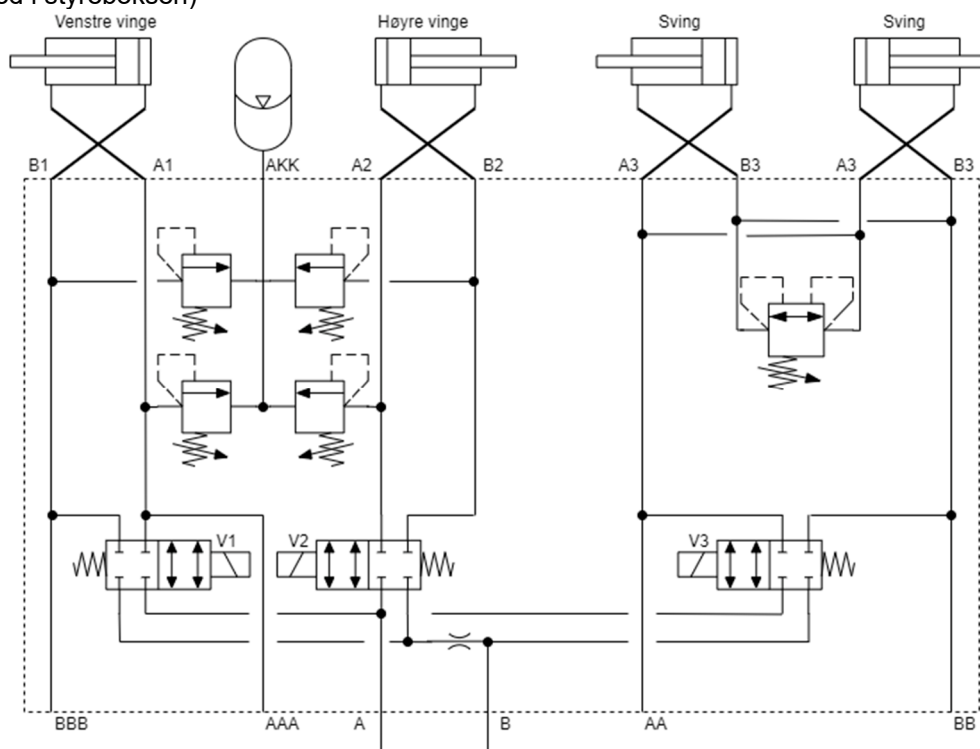 Venstre vinge
Høyre vinge
Sving
Sving
B1
A1
AKK
A2
B2
A3
B3
A3
B3
V1
V2
V3
BBB
AAA
A
B
AA
BB